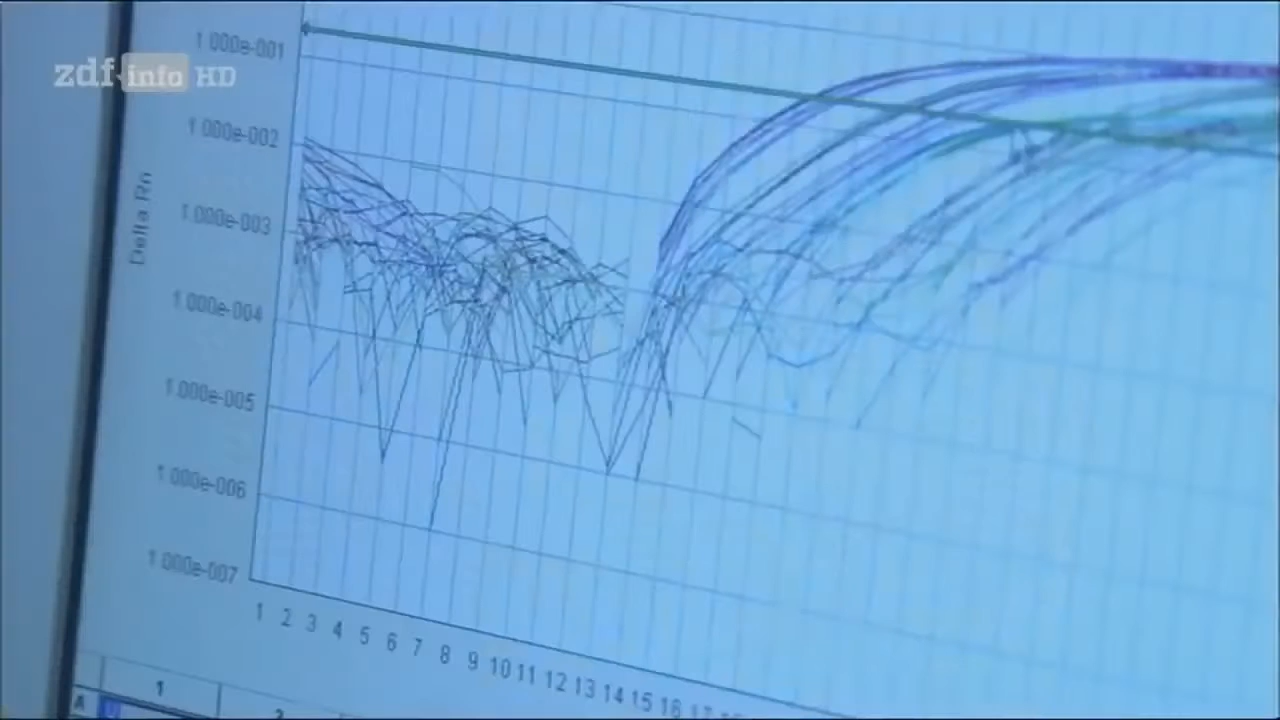 zdf info HD
1.000e-001
1.000e-002
1.000e-003
1.000e-004
1.000e-005
1.000e-006
1.000e-007
Delta Rn
1 2 3 4 5 6 7 8 9 10 11 12 13 14 15 16 17
1 2
A